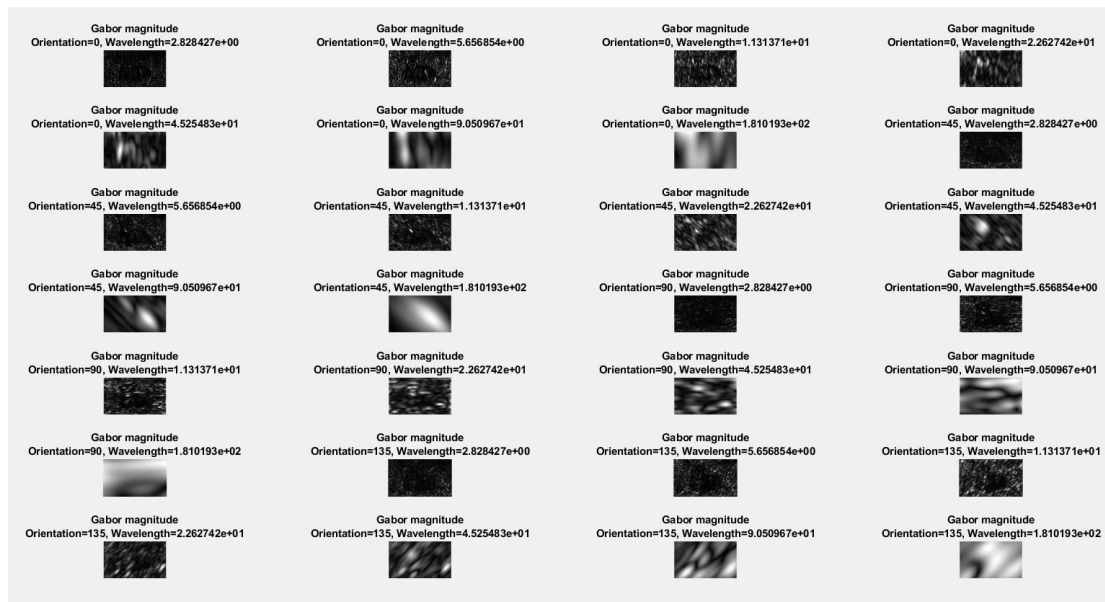 Gabor magnitude
Orientation=0, Wavelength=2.828427e+00
Gabor magnitude
Orientation=0, Wavelength=5.656854e+00
Gabor magnitude
Orientation=0, Wavelength=1.131371e+01
Gabor magnitude
Orientation=0, Wavelength=2.262742e+01
Gabor magnitude
Orientation=0, Wavelength=4.525483e+01
Gabor magnitude
Orientation=0, Wavelength=9.050967e+01
Gabor magnitude
Orientation=0, Wavelength=1.810193e+02
Gabor magnitude
Orientation=45, Wavelength=2.828427e+00
Gabor magnitude
Orientation=45, Wavelength=5.656854e+00
Gabor magnitude
Orientation=45, Wavelength=1.131371e+01
Gabor magnitude
Orientation=45, Wavelength=2.262742e+01
Gabor magnitude
Orientation=45, Wavelength=4.525483e+01
Gabor magnitude
Orientation=45, Wavelength=9.050967e+01
Gabor magnitude
Orientation=45, Wavelength=1.810193e+02
Gabor magnitude
Orientation=90, Wavelength=2.828427e+00
Gabor magnitude
Orientation=90, Wavelength=5.656854e+00
Gabor magnitude
Orientation=90, Wavelength=1.131371e+01
Gabor magnitude
Orientation=90, Wavelength=2.262742e+01
Gabor magnitude
Orientation=90, Wavelength=4.525483e+01
Gabor magnitude
Orientation=90, Wavelength=9.050967e+01
Gabor magnitude
Orientation=90, Wavelength=1.810193e+02
Gabor magnitude
Orientation=135, Wavelength=2.828427e+00
Gabor magnitude
Orientation=135, Wavelength=5.656854e+00
Gabor magnitude
Orientation=135, Wavelength=1.131371e+01
Gabor magnitude
Orientation=135, Wavelength=2.262742e+01
Gabor magnitude
Orientation=135, Wavelength=4.525483e+01
Gabor magnitude
Orientation=135, Wavelength=9.050967e+01
Gabor magnitude
Orientation=135, Wavelength=1.810193e+02